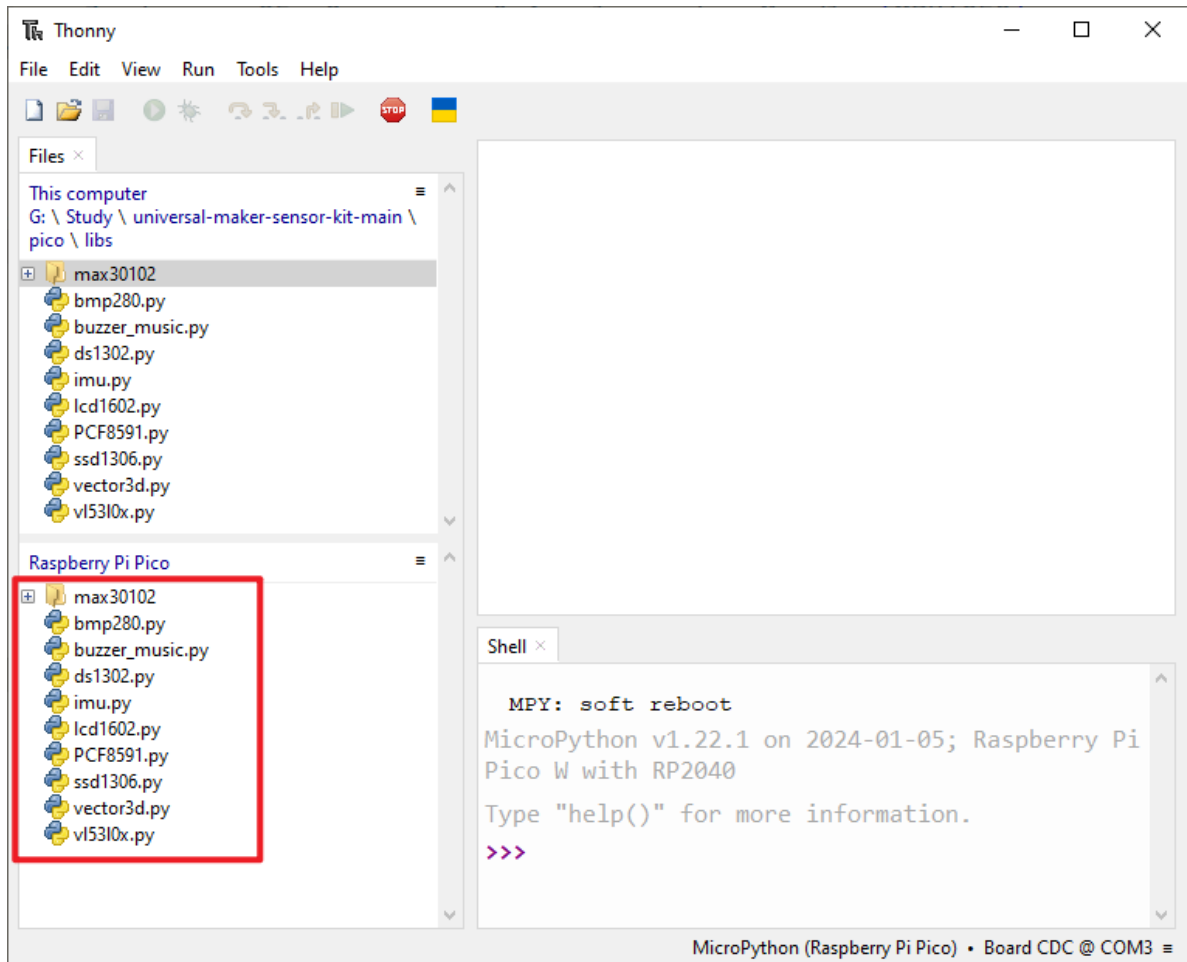 Thonny
File Edit View Run Tools Help
STOP
Files
This computer
G: \ Study \ universal-maker-sensor-kit-main \
pico \ libs
max30102
bmp280.py
buzzer_music.py
ds1302.py
imu.py
lcd1602.py
PCF8591.py
ssd1306.py
vector3d.py
vl53l0x.py
Raspberry Pi Pico
max30102
bmp280.py
buzzer_music.py
ds1302.py
imu.py
lcd1602.py
PCF8591.py
ssd1306.py
vector3d.py
vl53l0x.py
Shell
MPY: soft reboot
MicroPython v1.22.1 on 2024-01-05; Raspberry Pi
Pico W with RP2040
Type "help()" for more information.
>>>
MicroPython (Raspberry Pi Pico) • Board CDC @ COM3 ≡